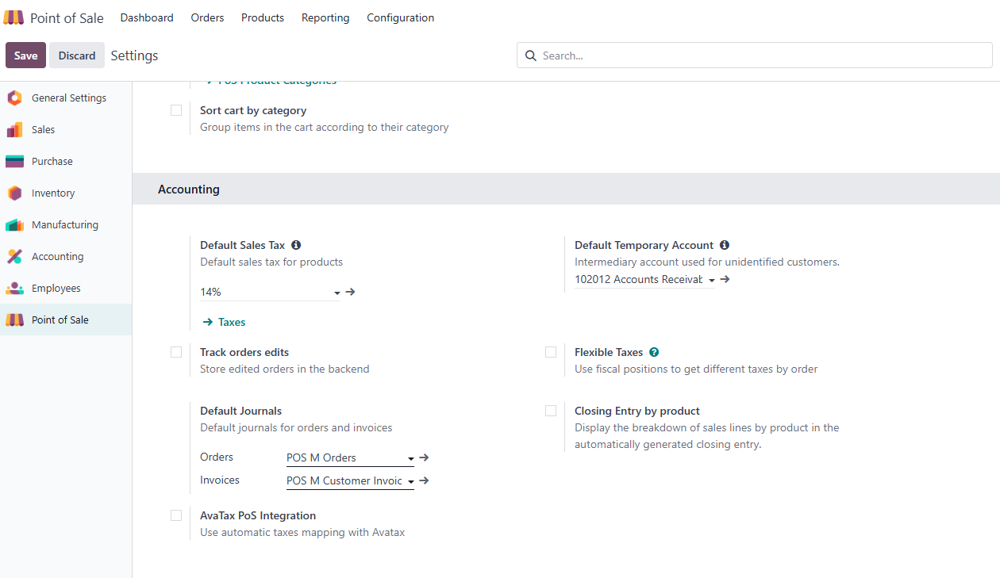 Point of Sale Dashboard Orders Products Reporting Configuration
Save Discard Settings Search...
General Settings
Sales
Purchase
Inventory
Manufacturing
Accounting
Employees
Point of Sale
POS Product Categories
Sort cart by category
Group items in the cart according to their category
Accounting
Default Sales Tax
Default sales tax for products
14%
Taxes
Default Temporary Account
Intermediary account used for unidentified customers.
102012 Accounts Receivab
Track orders edits
Store edited orders in the backend
Flexible Taxes ?
Use fiscal positions to get different taxes by order
Default Journals
Default journals for orders and invoices
Orders POS M Orders
Invoices POS M Customer Invoic
Closing Entry by product
Display the breakdown of sales lines by product in the
automatically generated closing entry.
AvaTax PoS Integration
Use automatic taxes mapping with Avatax